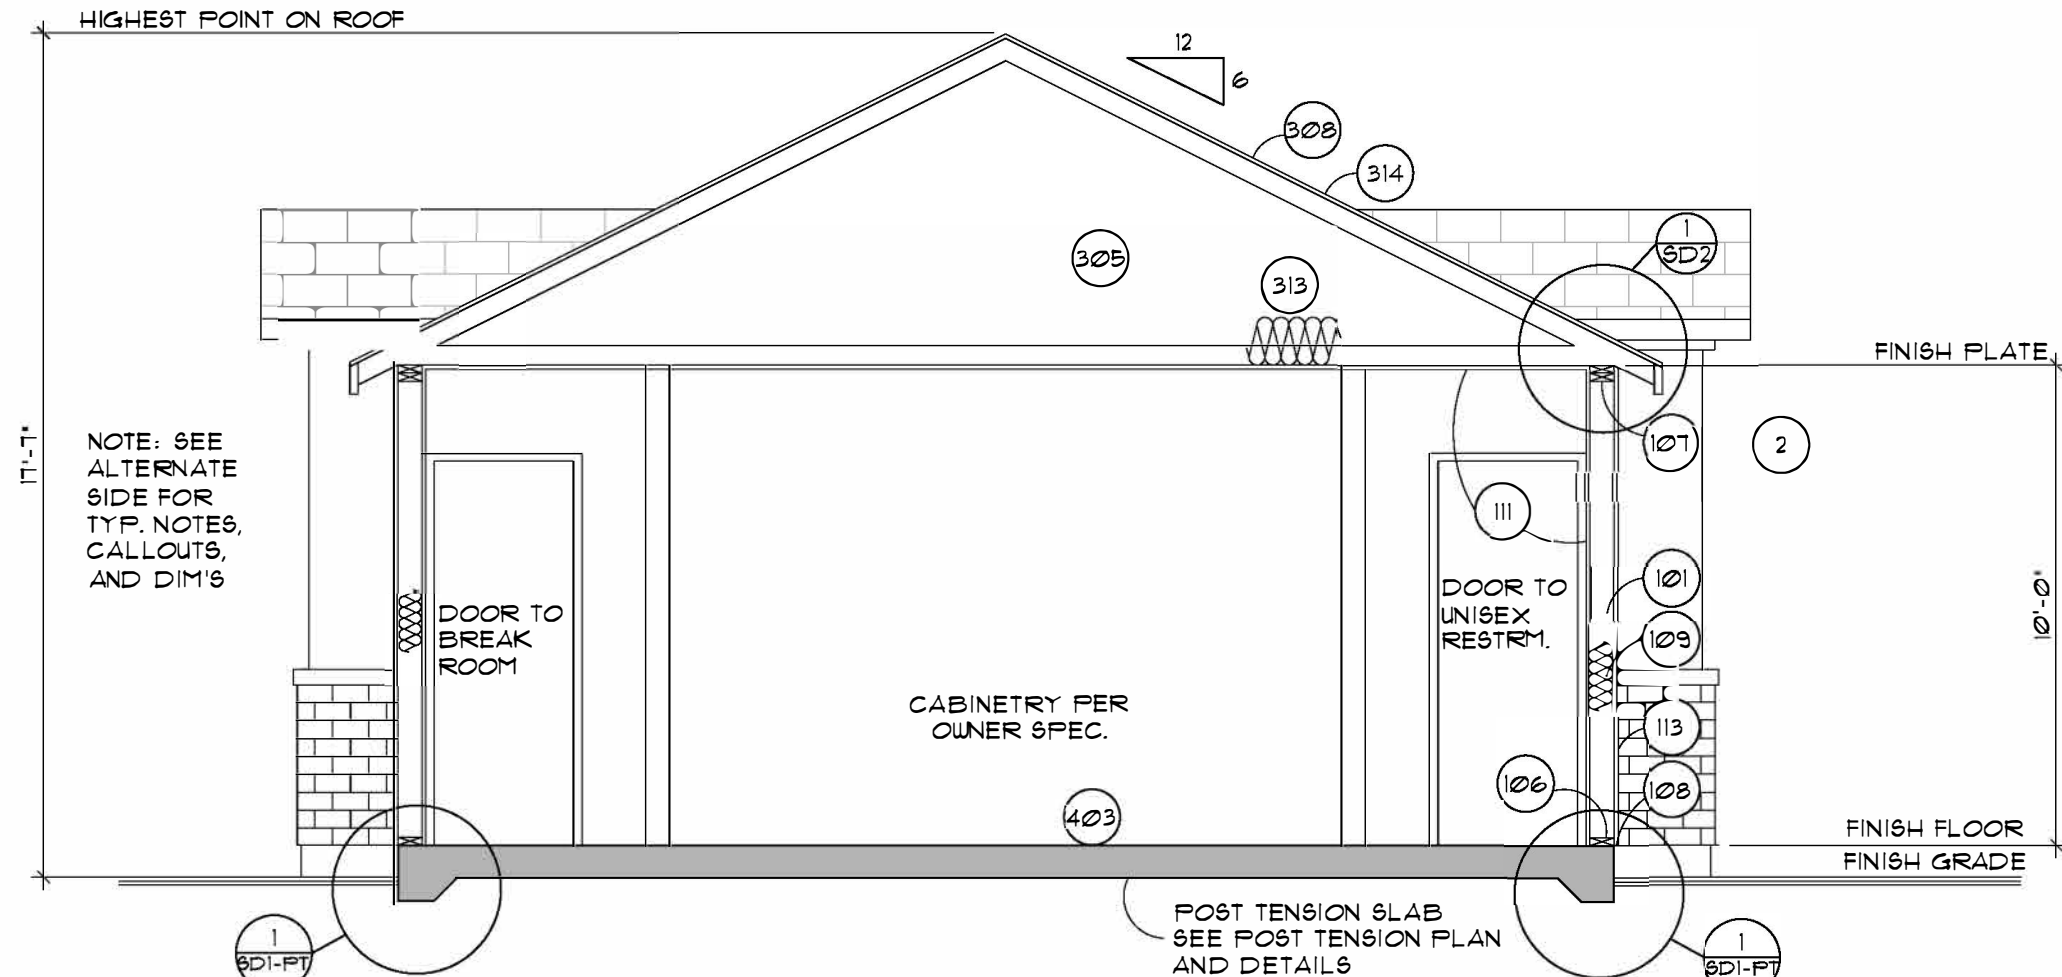 HIGHEST POINT ON ROOF
12
6
308
314
305
313
1
SD2
FINISH PLATE
17'-7"
NOTE: SEE
ALTERNATE
SIDE FOR
TYP. NOTES,
CALLOUTS,
AND DIM'S
107
2
111
101
109
10'-0"
DOOR TO
BREAK
ROOM
DOOR TO
UNISEX
RESTRM.
CABINETRY PER
OWNER SPEC.
113
106
108
403
FINISH FLOOR
FINISH GRADE
POST TENSION SLAB
SEE POST TENSION PLAN
AND DETAILS
1
SD1-PT
1
SD1-PT